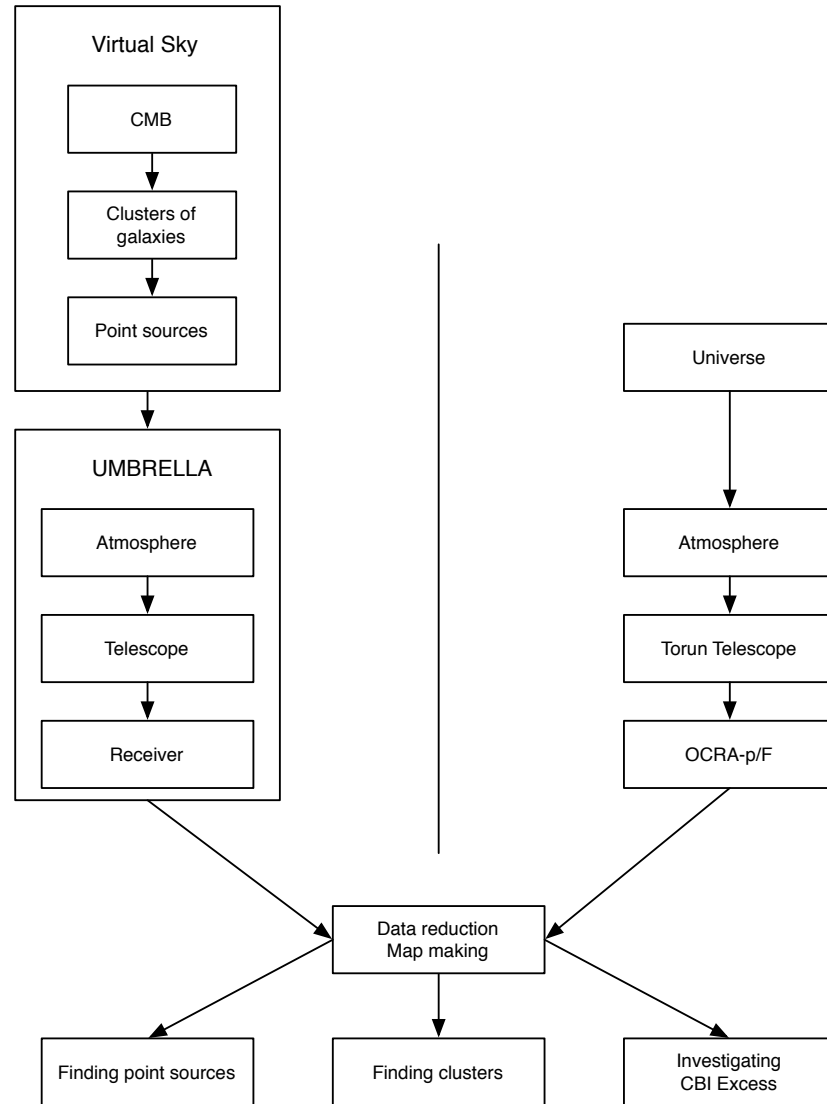 Virtual Sky
CMB
Clusters of
galaxies
Point sources
UMBRELLA
Atmosphere
Telescope
Receiver
Universe
Atmosphere
Torun Telescope
OCRA-p/F
Data reduction
Map making
Finding point sources
Finding clusters
Investigating
CBI Excess